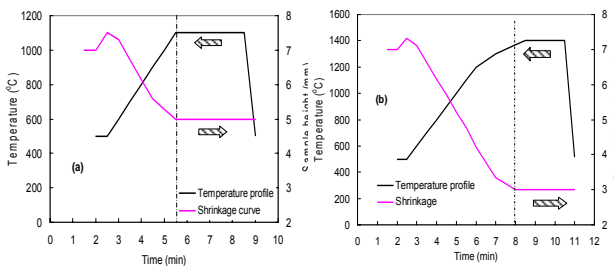 1200
1000
800
600
400
200
0
Temperature (°C)
8
7
6
5
4
3
2
Sample height (mm)
(a)
Temperature profile
Shrinkage curve
0 1 2 3 4 5 6 7 8 9 10
Time (min)
1600
1400
1200
1000
800
600
400
200
0
Temperature (°C)
8
7
6
5
4
3
2
(b)
Temperature profile
Shrinkage
0 1 2 3 4 5 6 7 8 9 10 11 12
Time (min)